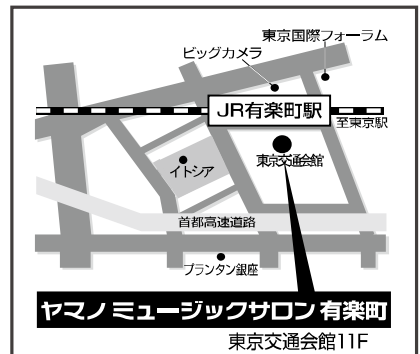 東京国際フォーラム
ビッグカメラ
JR有楽町駅
至東京駅
東京交通会館
イトシア
首都高速道路
プランタン銀座
ヤマノ ミュージックサロン 有楽町
東京交通会館11F